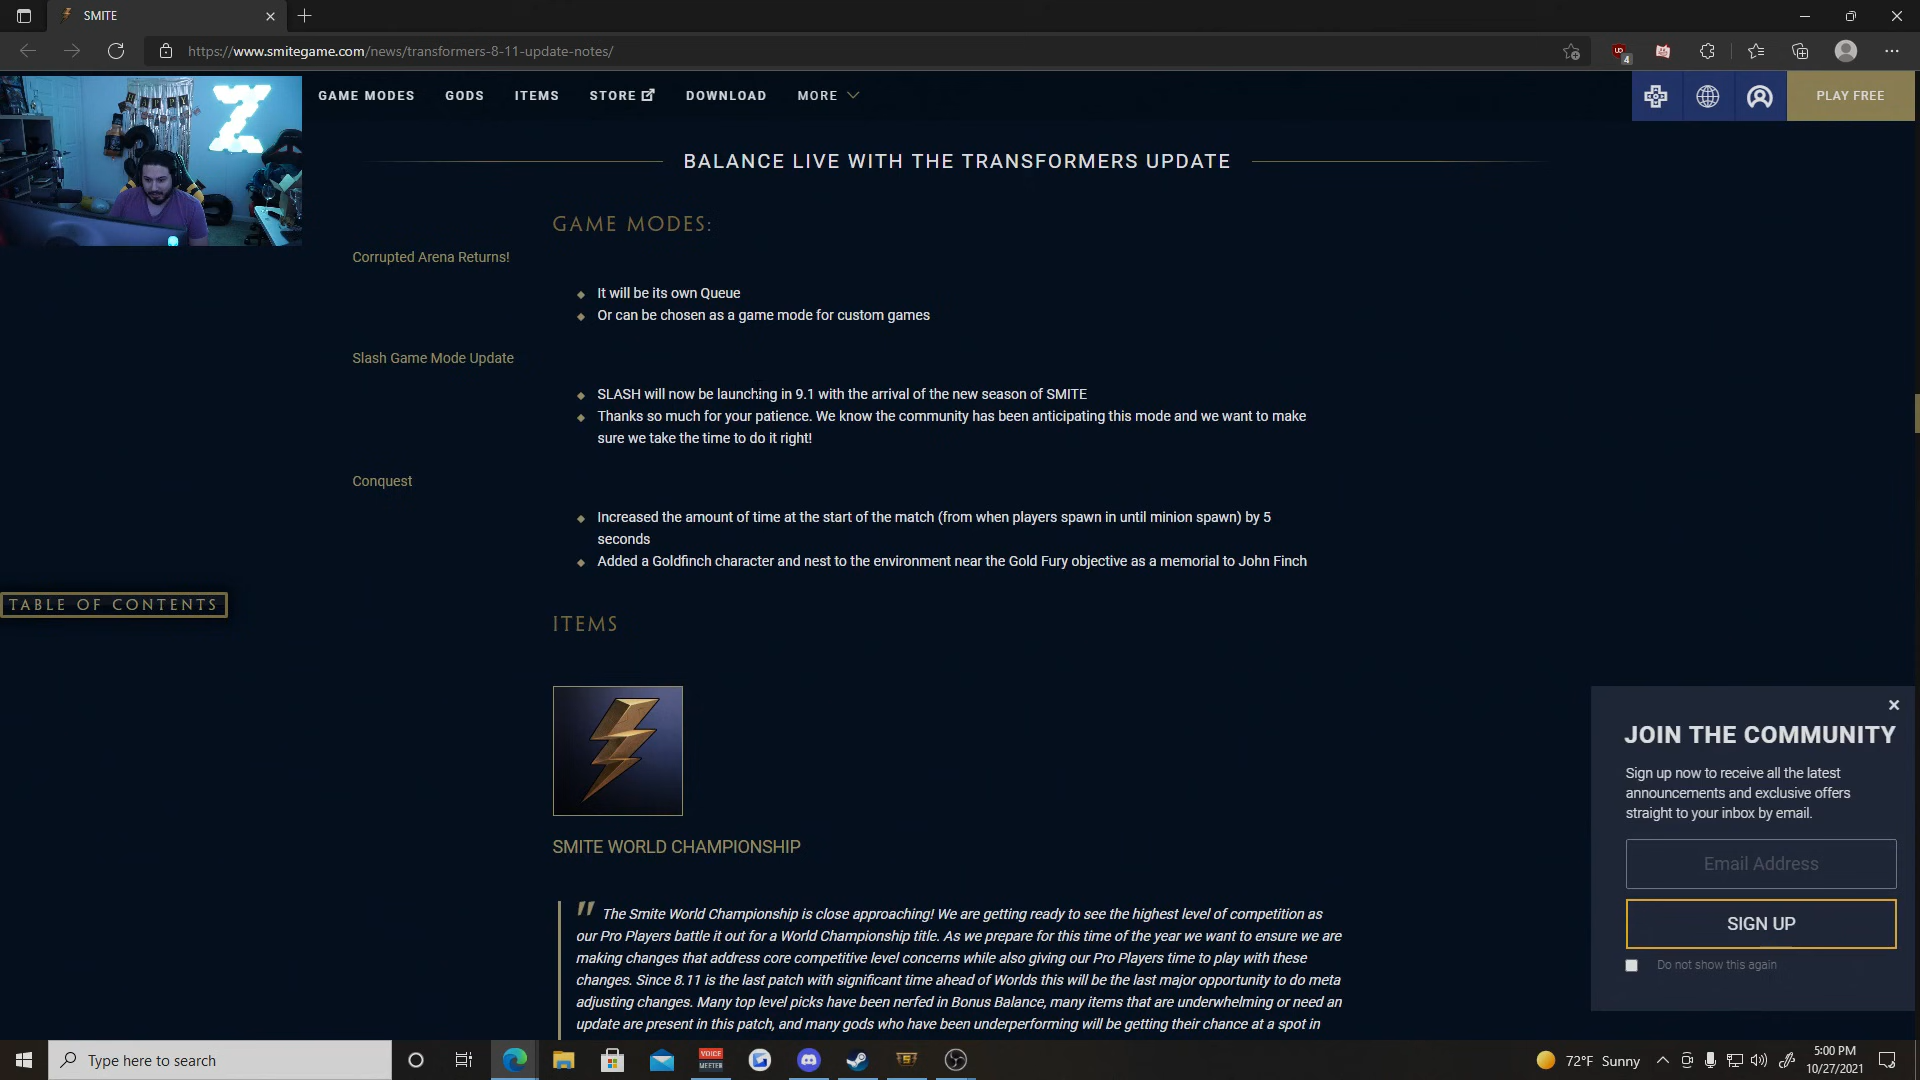 SMITE
https://www.smitegame.com/news/transformers-8-11-update-notes/
4
GAME MODES
GODS
ITEMS
STORE
DOWNLOAD
MORE
PLAY FREE
Z
BALANCE LIVE WITH THE TRANSFORMERS UPDATE
GAME MODES:
Corrupted Arena Returns!
It will be its own Queue
Or can be chosen as a game mode for custom games
Slash Game Mode Update
SLASH will now be launching in 9.1 with the arrival of the new season of SMITE
Thanks so much for your patience. We know the community has been anticipating this mode and we want to make
sure we take the time to do it right!
Conquest
Increased the amount of time at the start of the match (from when players spawn in until minion spawn) by 5
seconds
Added a Goldfinch character and nest to the environment near the Gold Fury objective as a memorial to John Finch
TABLE OF CONTENTS
ITEMS
SMITE WORLD CHAMPIONSHIP
" The Smite World Championship is close approaching! We are getting ready to see the highest level of competition as
our Pro Players battle it out for a World Championship title. As we prepare for this time of the year we want to ensure we are
making changes that address core competitive level concerns while also giving our Pro Players time to play with these
changes. Since 8.11 is the last patch with significant time ahead of Worlds this will be the last major opportunity to do meta
adjusting changes. Many top level picks have been nerfed in Bonus Balance, many items that are underwhelming or need an
update are present in this patch, and many gods who have been underperforming will be getting their chance at a spot in
JOIN THE COMMUNITY
Sign up now to receive all the latest
announcements and exclusive offers
straight to your inbox by email.
Email Address
SIGN UP
Do not show this again
Type here to search
VOICE
MEETER
72°F Sunny
5:00 PM
10/27/2021